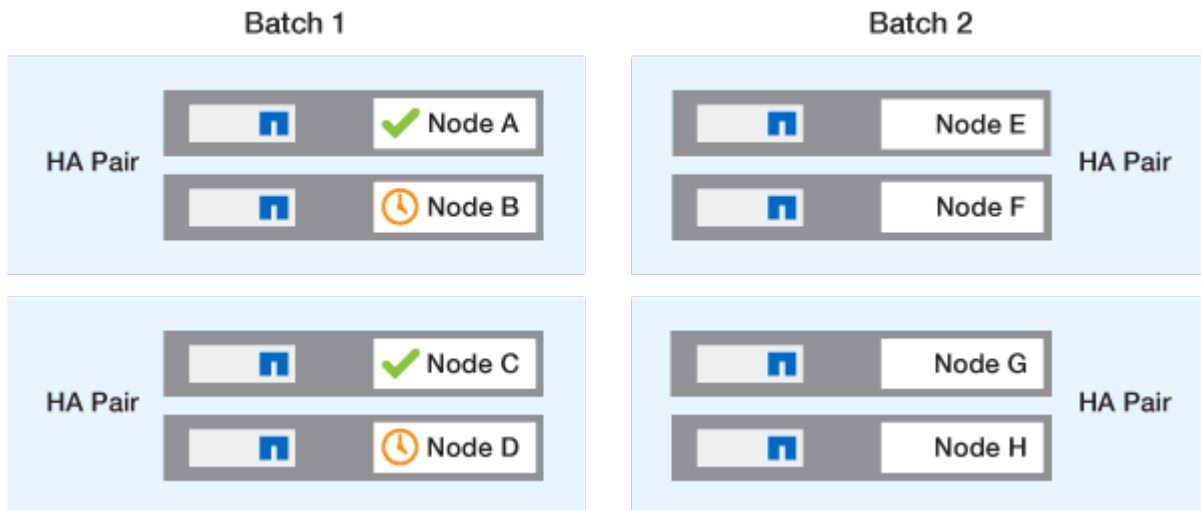 Batch 1
HA Pair
Node A
Node B
HA Pair
Node C
Node D
Batch 2
Node E
Node F
HA Pair
Node G
Node H
HA Pair